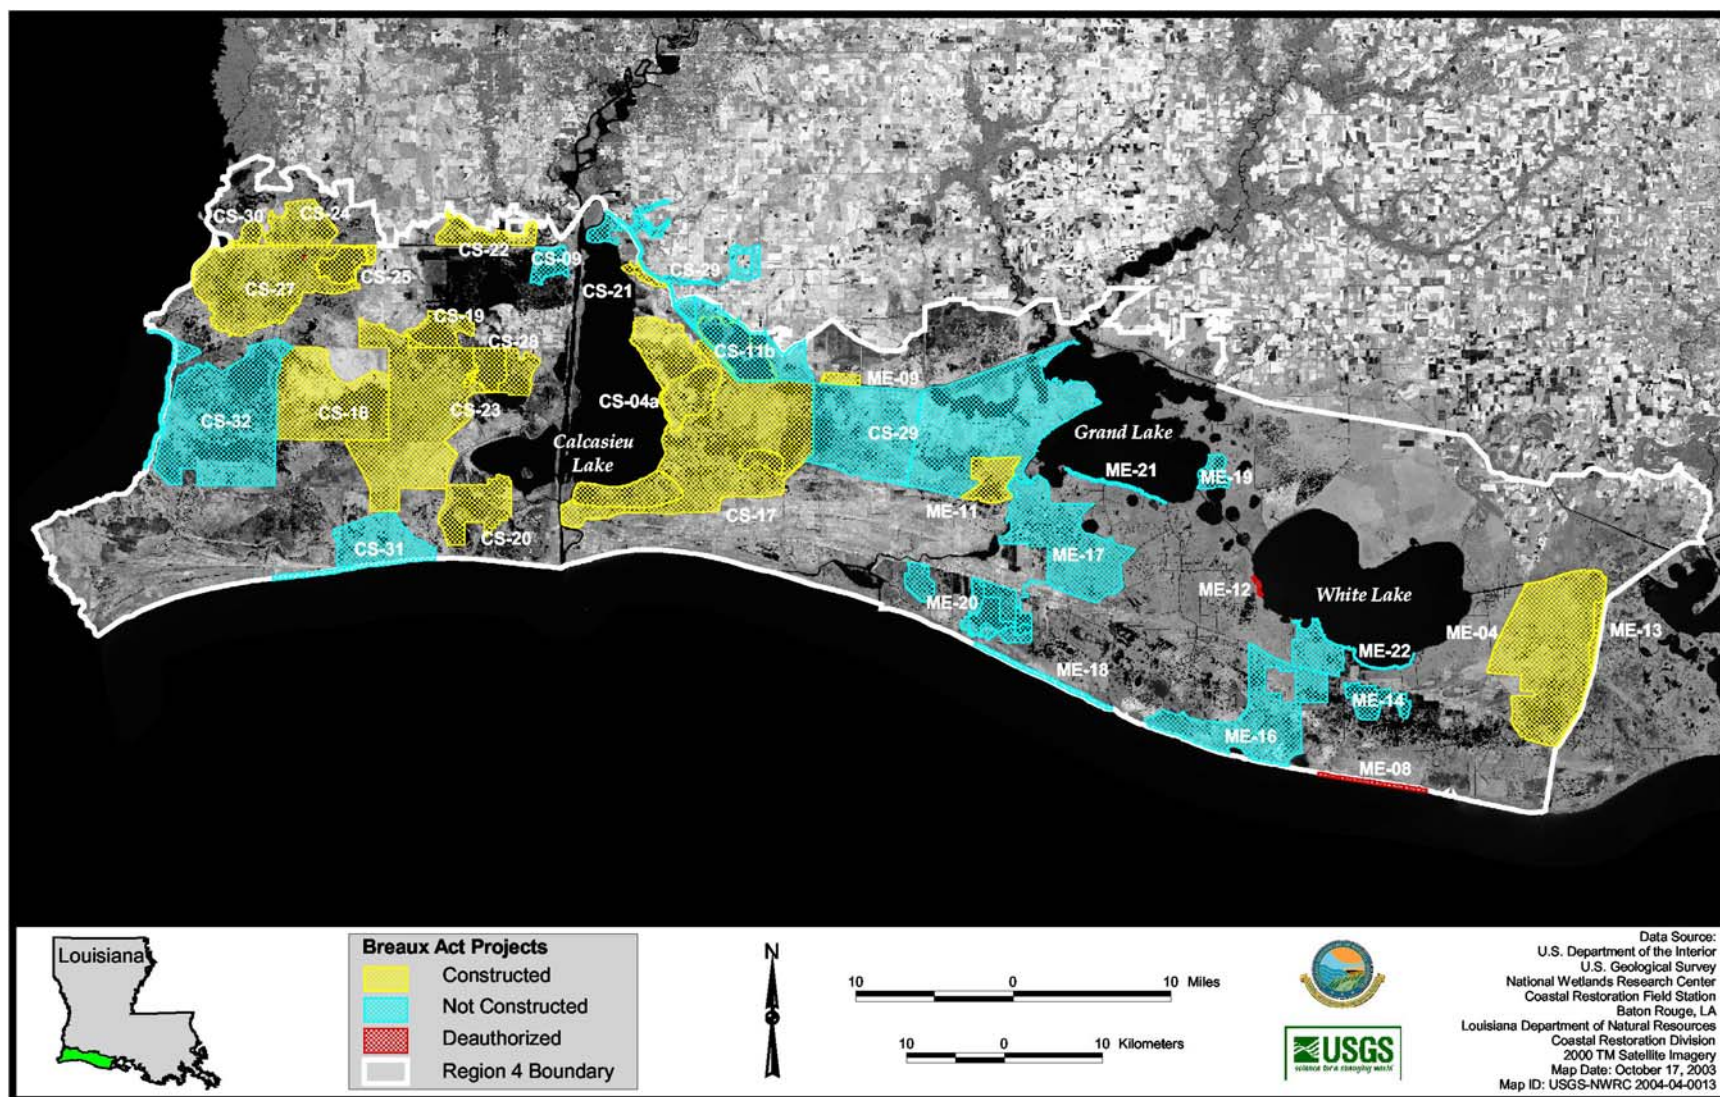 CS-30
CS-24
CS-22
CS-09
CS-29
CS-25
CS-27
CS-21
CS-19
CS-28
CS-11b
ME-09
CS-18
CS-04a
CS-23
CS-32
CS-29
Grand Lake
Calcasieu
Lake
ME-21
ME-19
ME-11
CS-17
CS-20
CS-31
ME-17
ME-12
White Lake
ME-20
ME-04
ME-13
ME-22
ME-18
ME-14
ME-16
ME-08
Louisiana
Breaux Act Projects
Constructed
Not Constructed
Deauthorized
Region 4 Boundary
N
10 0 10 Miles
10 0 10 Kilometers
USGS
science for a changing world
Data Source:
U.S. Department of the Interior
U.S. Geological Survey
National Wetlands Research Center
Coastal Restoration Field Station
Baton Rouge, LA
Louisiana Department of Natural Resources
Coastal Restoration Division
2000 TM Satellite Imagery
Map Date: October 17, 2003
Map ID: USGS-NWRC 2004-04-0013